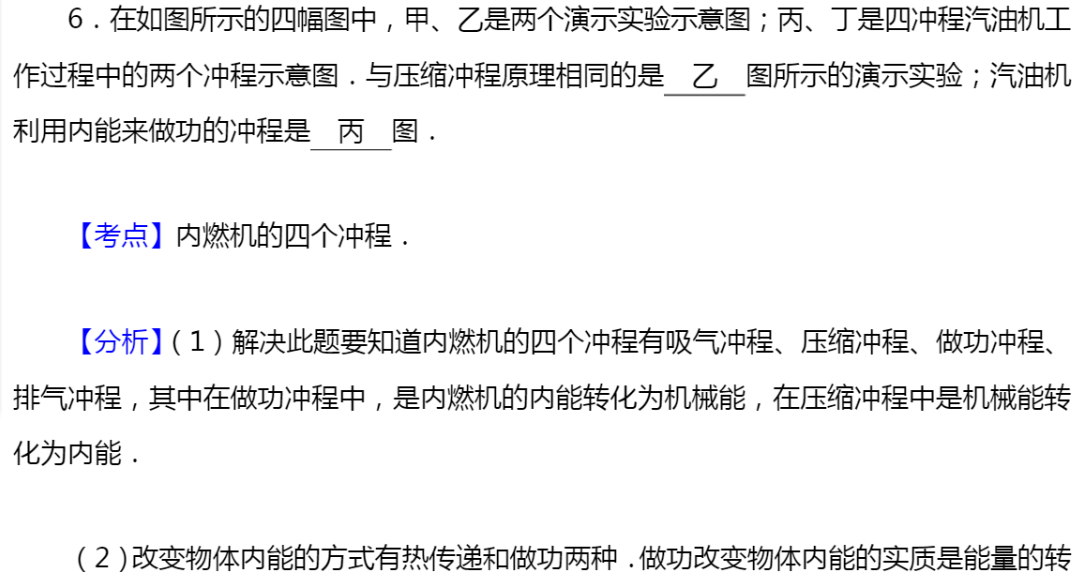 6．在如图所示的四幅图中，甲、乙是两个演示实验示意图；丙、丁是四冲程汽油机工
作过程中的两个冲程示意图．与压缩冲程原理相同的是 乙 图所示的演示实验；汽油机
利用内能来做功的冲程是 丙 图．
【考点】内燃机的四个冲程．
【分析】（1）解决此题要知道内燃机的四个冲程有吸气冲程、压缩冲程、做功冲程、
排气冲程，其中在做功冲程中，是内燃机的内能转化为机械能，在压缩冲程中是机械能转
化为内能．
（2）改变物体内能的方式有热传递和做功两种．做功改变物体内能的实质是能量的转